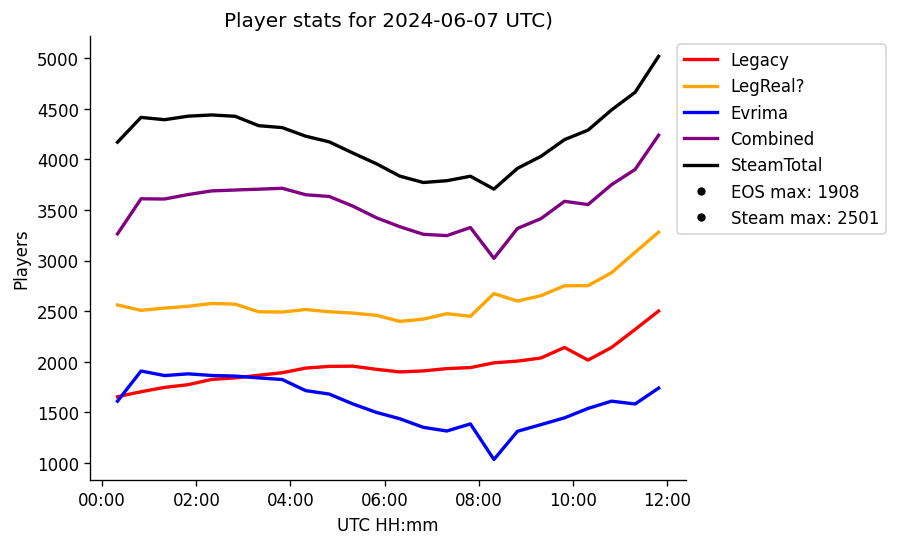 Player stats for 2024-06-07 UTC)
5000
4500
4000
3500
3000
2500
2000
1500
1000
Players
00:00 02:00 04:00 06:00 08:00 10:00 12:00
UTC HH:mm
Legacy
LegReal?
Evrima
Combined
SteamTotal
EOS max: 1908
Steam max: 2501